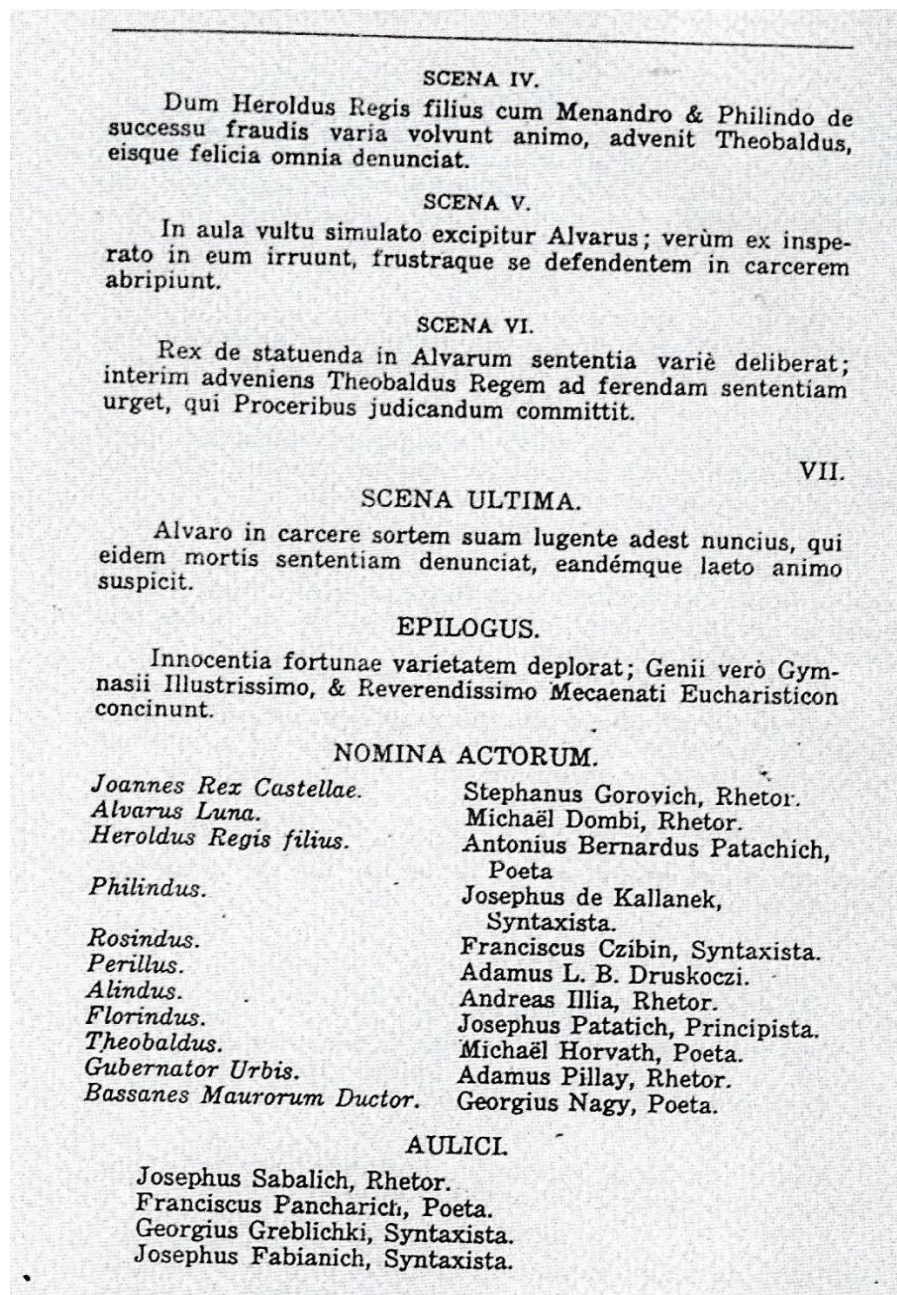 SCENA IV.
Dum Heroldus Regis filius cum Menandro & Philindo de
successu fraudis varia volvunt animo, advenit Theobaldus,
eisque felicia omnia denunciat.
SCENA V.
In aula vultu simulato excipitur Alvarus; verùm ex inspe-
rato in eum irruunt, frustraque se defendentem in carcerem
abripiunt.
SCENA VI.
Rex de statuenda in Alvarum sententia variè deliberat;
interim adveniens Theobaldus Regem ad ferendam sententiam
urget, qui Proceribus judicandum committit.
VII.
SCENA ULTIMA.
Alvaro in carcere sortem suam lugente adest nuncius, qui
eidem mortis sententiam denunciat, eandémque laeto animo
suspicit.
EPILOGUS.
Innocentia fortunae varietatem deplorat; Genii verò Gym-
nasii Illustrissimo, & Reverendissimo Mecaenati Eucharisticon
concinunt.
NOMINA ACTORUM.
Joannes Rex Castellae. Stephanus Gorovich, Rhetor.
Alvarus Luna. Michaël Dombi, Rhetor.
Heroldus Regis filius. Antonius Bernardus Patachich,
Poeta
Philindus. Josephus de Kallanek,
Syntaxista.
Rosindus. Franciscus Czibin, Syntaxista.
Perillus. Adamus L. B. Druskoczi.
Alindus. Andreas Illia, Rhetor.
Florindus. Josephus Patatich, Principista.
Theobaldus. Michaël Horvath, Poeta.
Gubernator Urbis. Adamus Pillay, Rhetor.
Bassanes Maurorum Ductor. Georgius Nagy, Poeta.
AULICI.
Josephus Sabalich, Rhetor.
Franciscus Pancharich, Poeta.
Georgius Greblichki, Syntaxista.
Josephus Fabianich, Syntaxista.